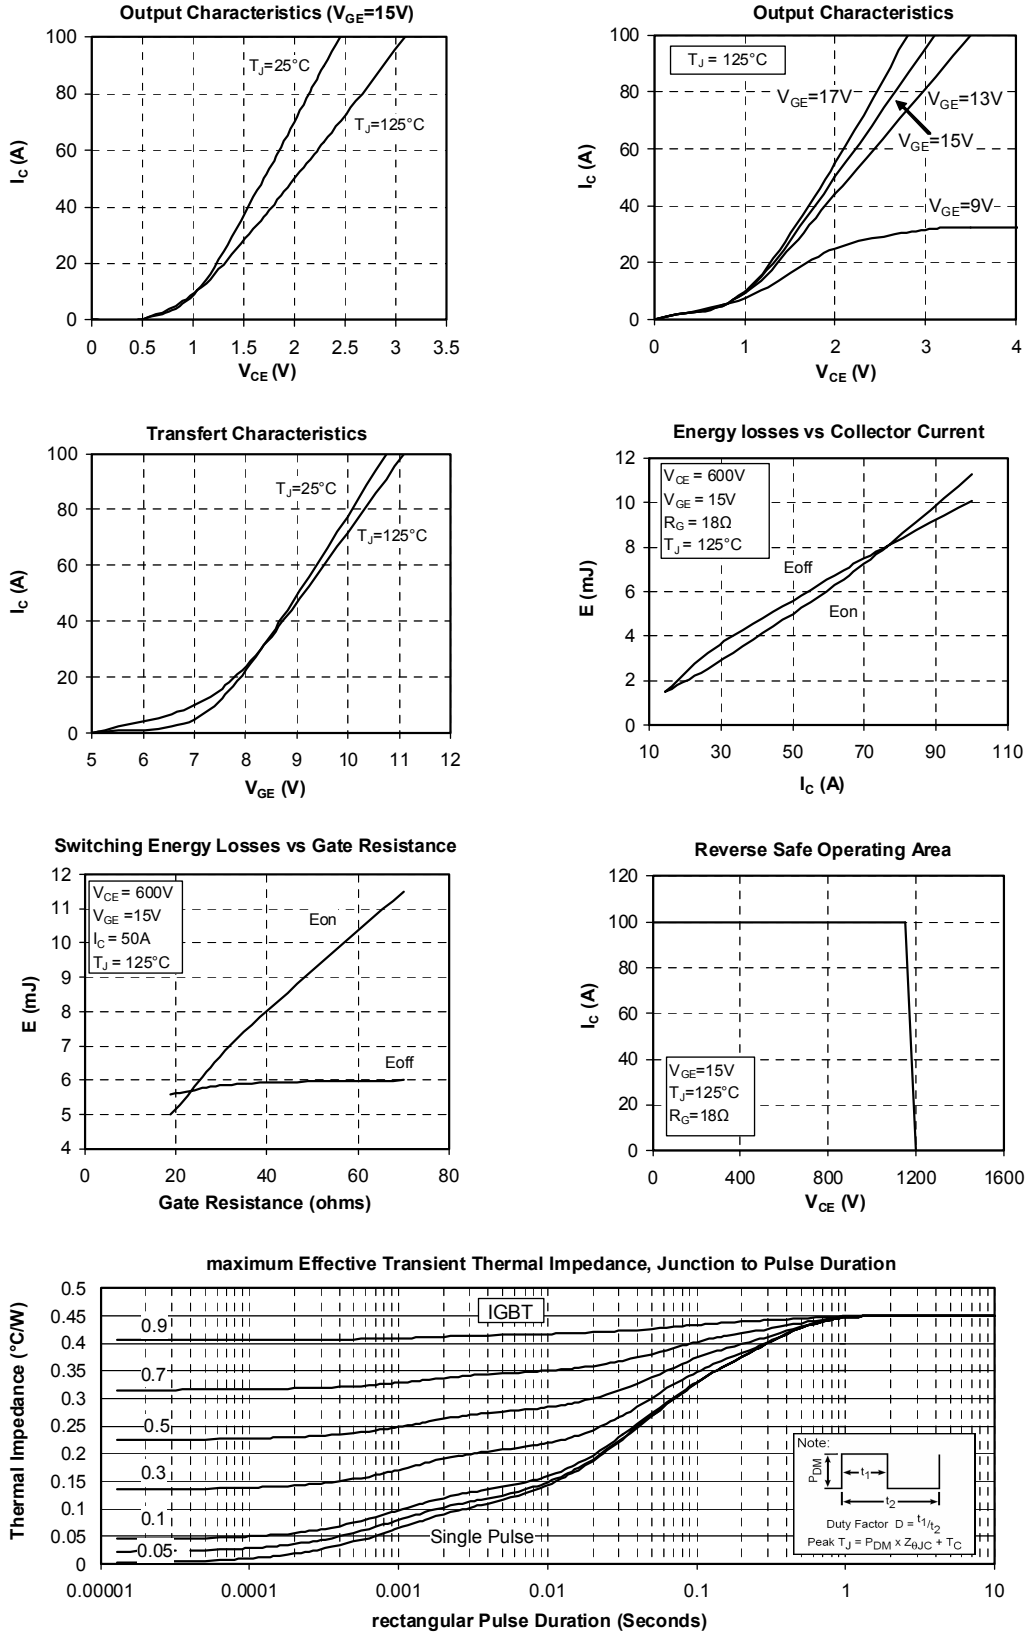 Output Characteristics (VGE=15V)
100
80
60
40
20
0
IC (A)
TJ=25°C
TJ=125°C
0 0.5 1 1.5 2 2.5 3 3.5
VCE (V)
Output Characteristics
100
80
60
40
20
0
IC (A)
TJ = 125°C
VGE=17V
VGE=13V
VGE=15V
VGE=9V
0 1 2 3 4
VCE (V)
Transfert Characteristics
100
80
60
40
20
0
IC (A)
TJ=25°C
TJ=125°C
5 6 7 8 9 10 11 12
VGE (V)
Energy losses vs Collector Current
12
10
8
6
4
2
0
E (mJ)
VCE = 600V
VGE = 15V
RG = 18Ω
TJ = 125°C
Eoff
Eon
10 30 50 70 90 110
IC (A)
Switching Energy Losses vs Gate Resistance
12
11
10
9
8
7
6
5
4
E (mJ)
VCE = 600V
VGE =15V
IC = 50A
TJ = 125°C
Eon
Eoff
0 20 40 60 80
Gate Resistance (ohms)
Reverse Safe Operating Area
120
100
80
60
40
20
0
IC (A)
VGE=15V
TJ=125°C
RG=18Ω
0 400 800 1200 1600
VCE (V)
maximum Effective Transient Thermal Impedance, Junction to Pulse Duration
0.5
0.45
0.4
0.35
0.3
0.25
0.2
0.15
0.1
0.05
0
Thermal Impedance (°C/W)
IGBT
0.9
0.7
0.5
0.3
0.1
0.05
Single Pulse
Note:
PDM
t1
t2
Duty Factor D = t1/t2
Peak TJ = PDM x ZθJC + TC
0.00001 0.0001 0.001 0.01 0.1 1 10
rectangular Pulse Duration (Seconds)